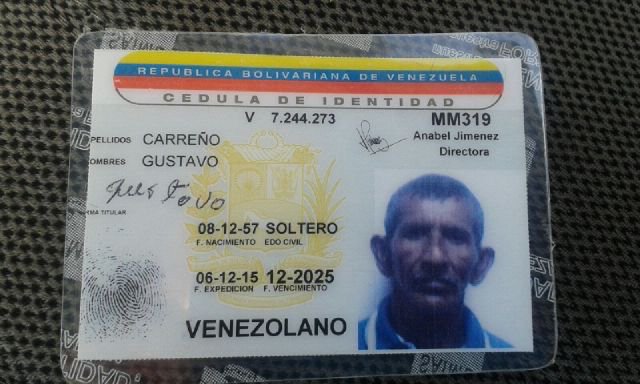 REPUBLICA BOLIVARIANA DE VENEZUELA
CEDULA DE IDENTIDAD
V 7.244.273
MM319
Anabel Jimenez
Directora
PELLIDOS CARREÑO
OMBRES GUSTAVO
Gustavo
RMA TITULAR
08-12-57 SOLTERO
F. NACIMIENTO EDO CIVIL
06-12-15 12-2025
F. EXPEDICION F. VENCIMIENTO
VENEZOLANO